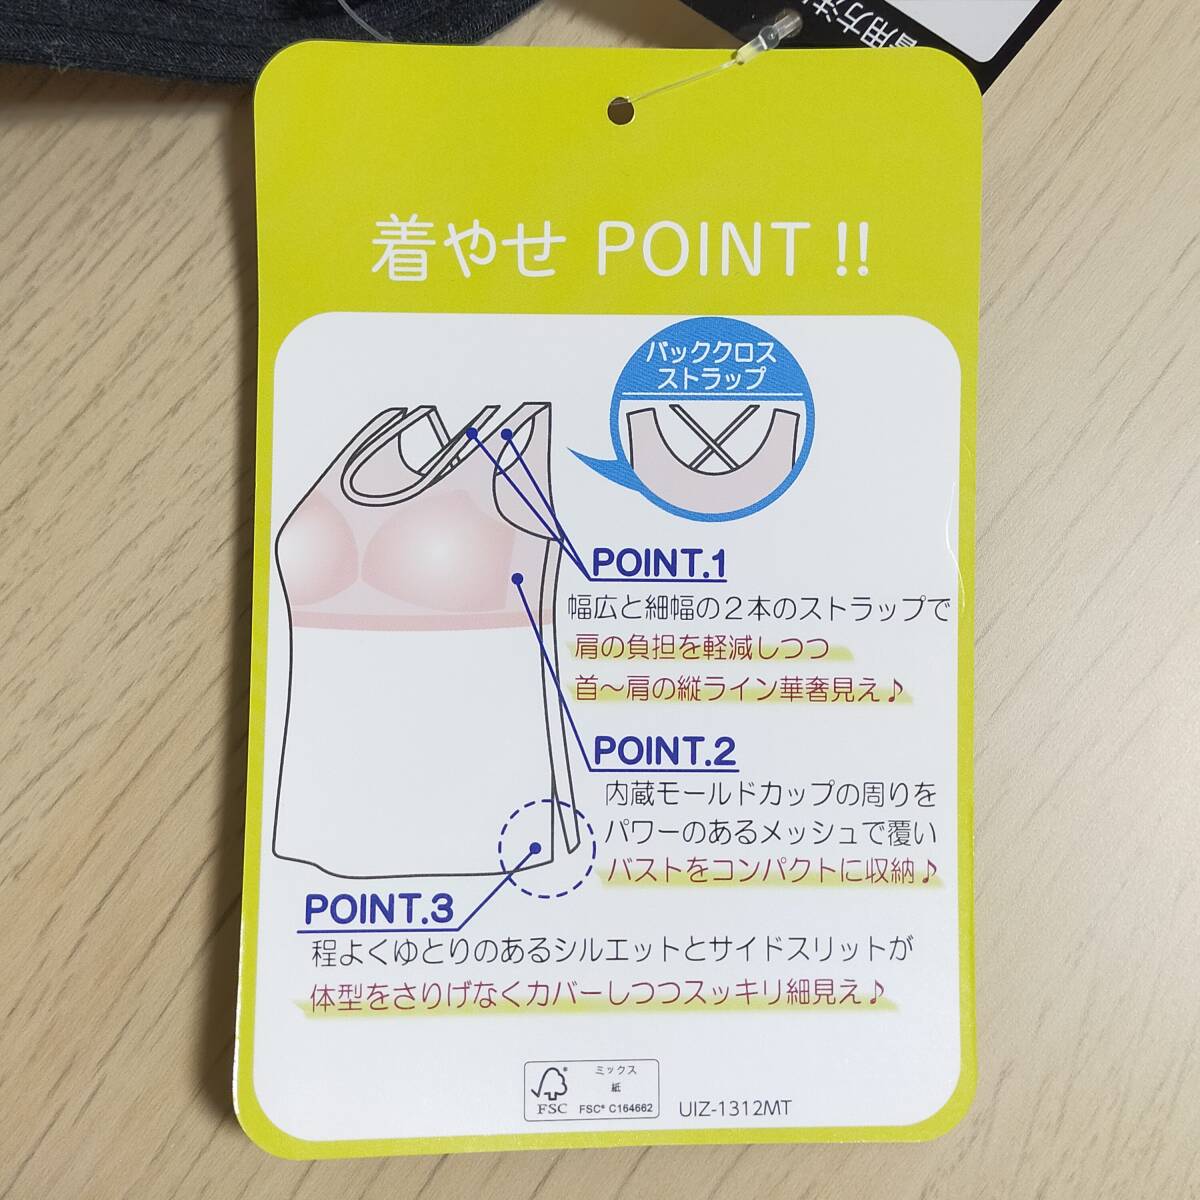 着用方法
着やせ POINT !!
バッククロス
ストラップ
POINT.1
幅広と細幅の2本のストラップで
肩の負担を軽減しつつ
首～肩の縦ライン華奢見え♪
POINT.2
内蔵モールドカップの周りを
パワーのあるメッシュで覆い
バストをコンパクトに収納♪
POINT.3
程よくゆとりのあるシルエットとサイドスリットが
体型をさりげなくカバーしつつスッキリ細見え♪
ミックス
紙
FSC® C164662
FSC
UIZ-1312MT